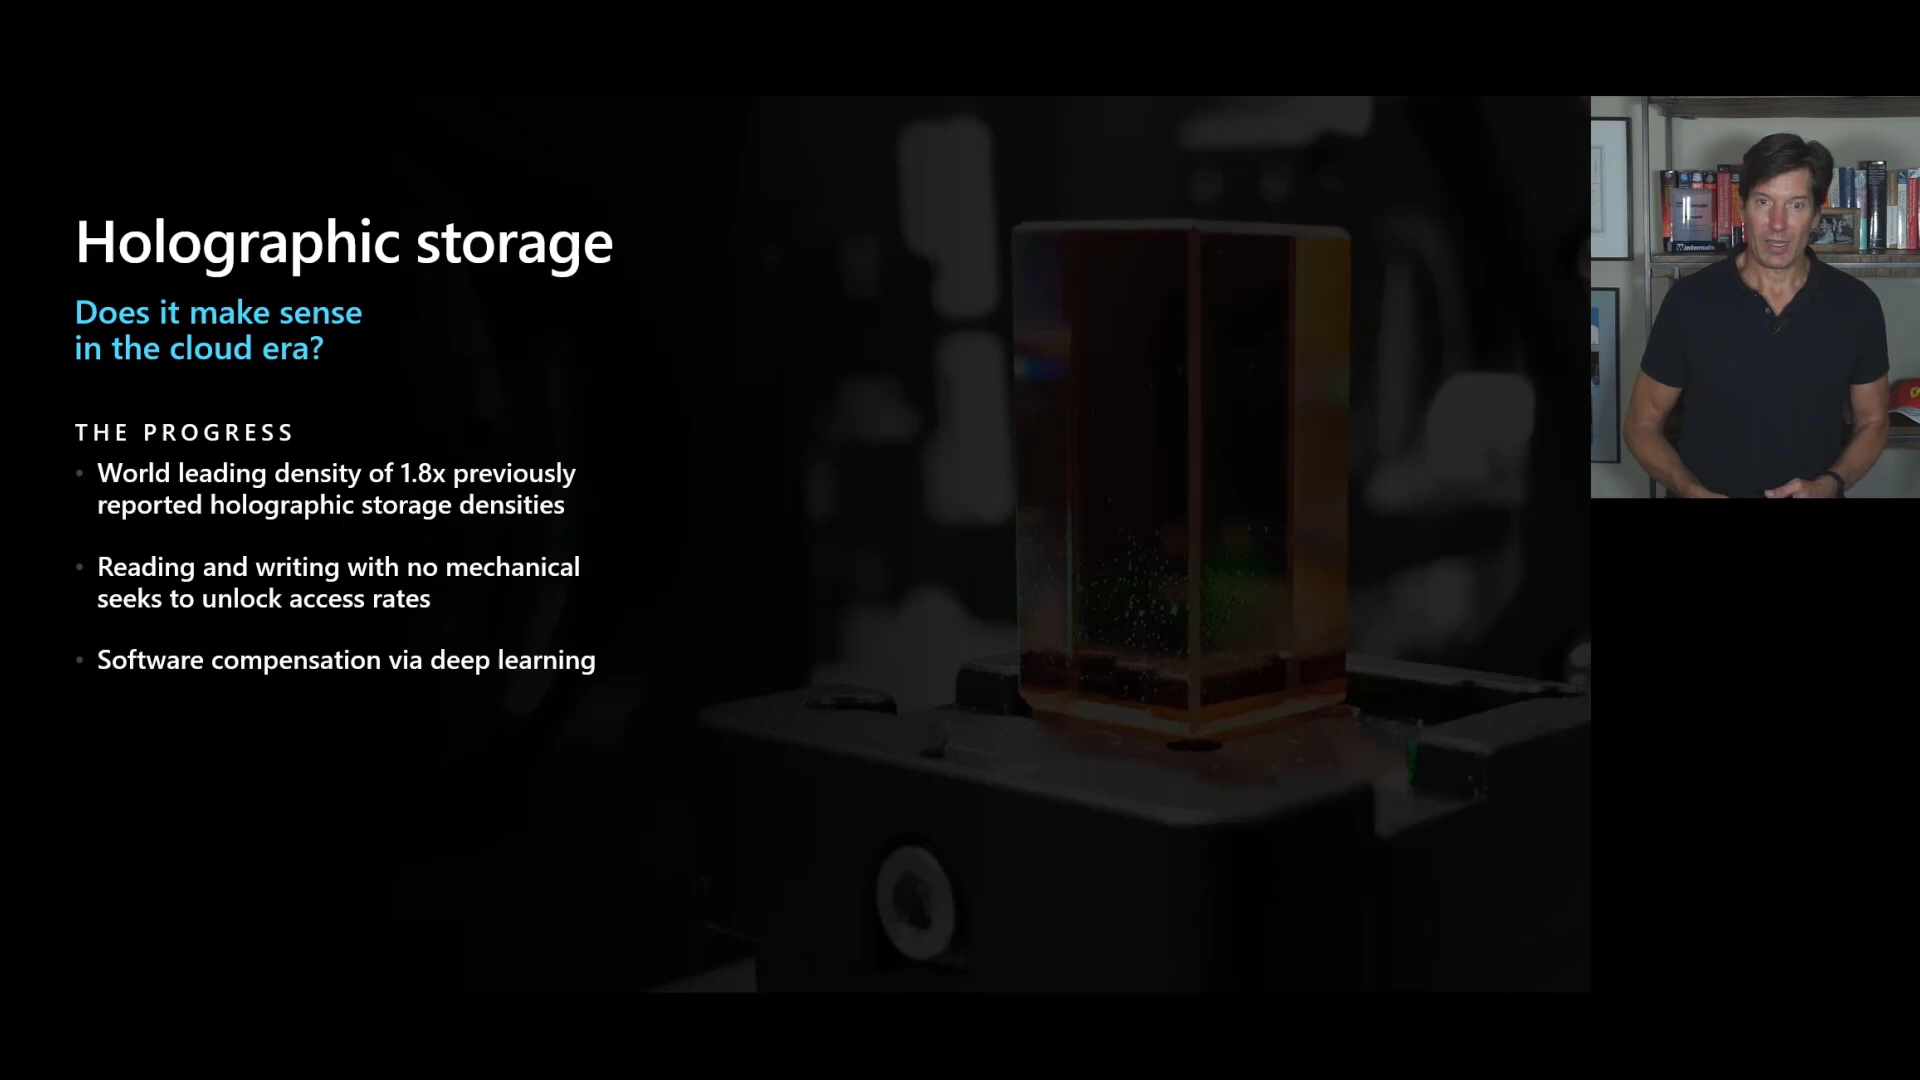 Holographic storage
Does it make sense
in the cloud era?
THE PROGRESS
• World leading density of 1.8x previously
reported holographic storage densities
• Reading and writing with no mechanical
seeks to unlock access rates
• Software compensation via deep learning
Winternals